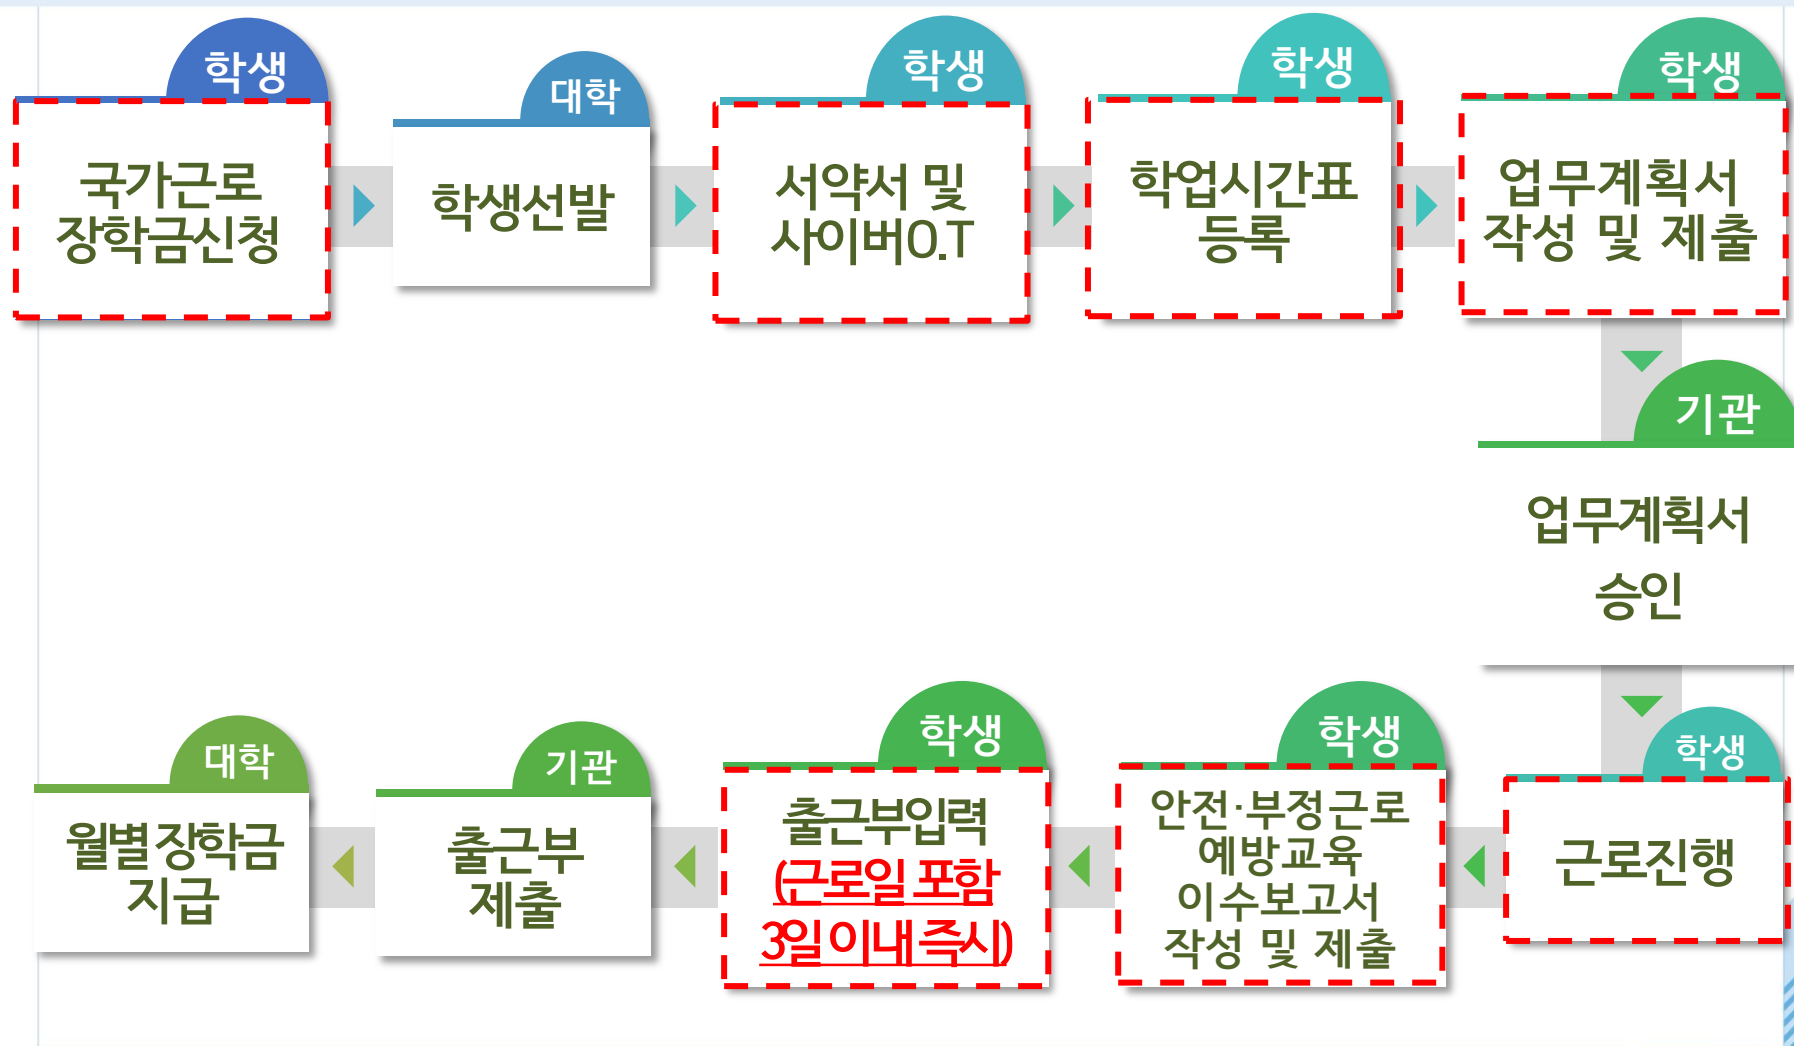 학생
국가근로
장학금신청
대학
학생선발
학생
서약서 및
사이버O.T
학생
학업시간표
등록
학생
업무계획서
작성 및 제출
기관
업무계획서
승인
학생
근로진행
학생
안전·부정근로
예방교육
이수보고서
작성 및 제출
학생
출근부입력
(근로일 포함
3일 이내 즉시)
기관
출근부
제출
대학
월별 장학금
지급